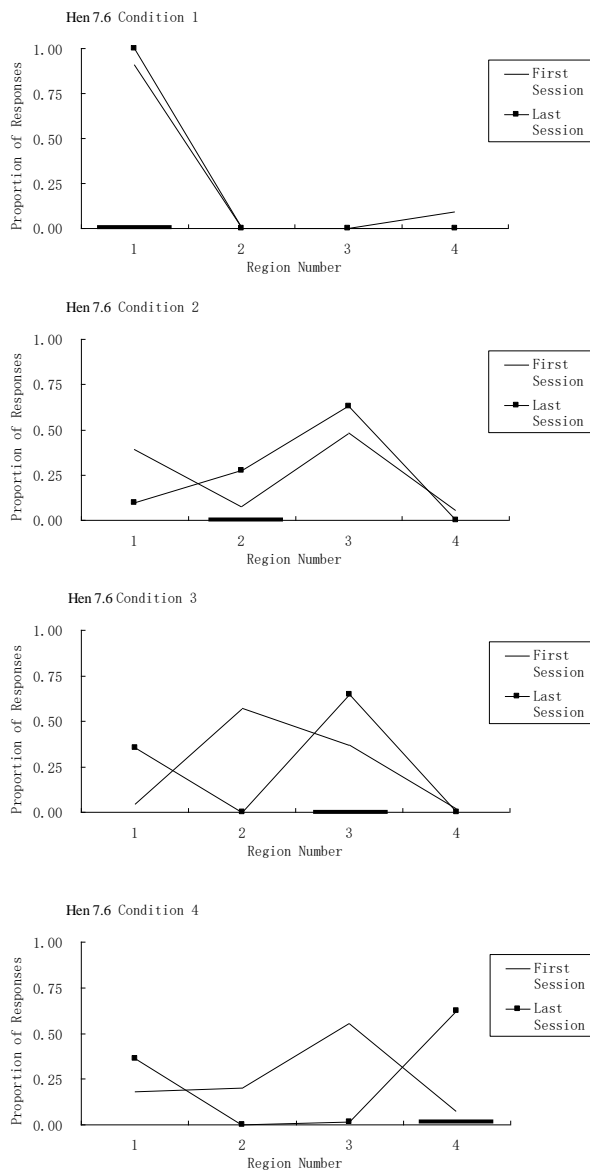 Hen 7.6 Condition 1
Proportion of Responses
1.00
0.75
0.50
0.25
0.00
1 2 3 4
Region Number
First
Session
Last
Session
Hen 7.6 Condition 2
Proportion of Responses
1.00
0.75
0.50
0.25
0.00
1 2 3 4
Region Number
First
Session
Last
Session
Hen 7.6 Condition 3
Proportion of Responses
1.00
0.75
0.50
0.25
0.00
1 2 3 4
Region Number
First
Session
Last
Session
Hen 7.6 Condition 4
Proportion of Responses
1.00
0.75
0.50
0.25
0.00
1 2 3 4
Region Number
First
Session
Last
Session